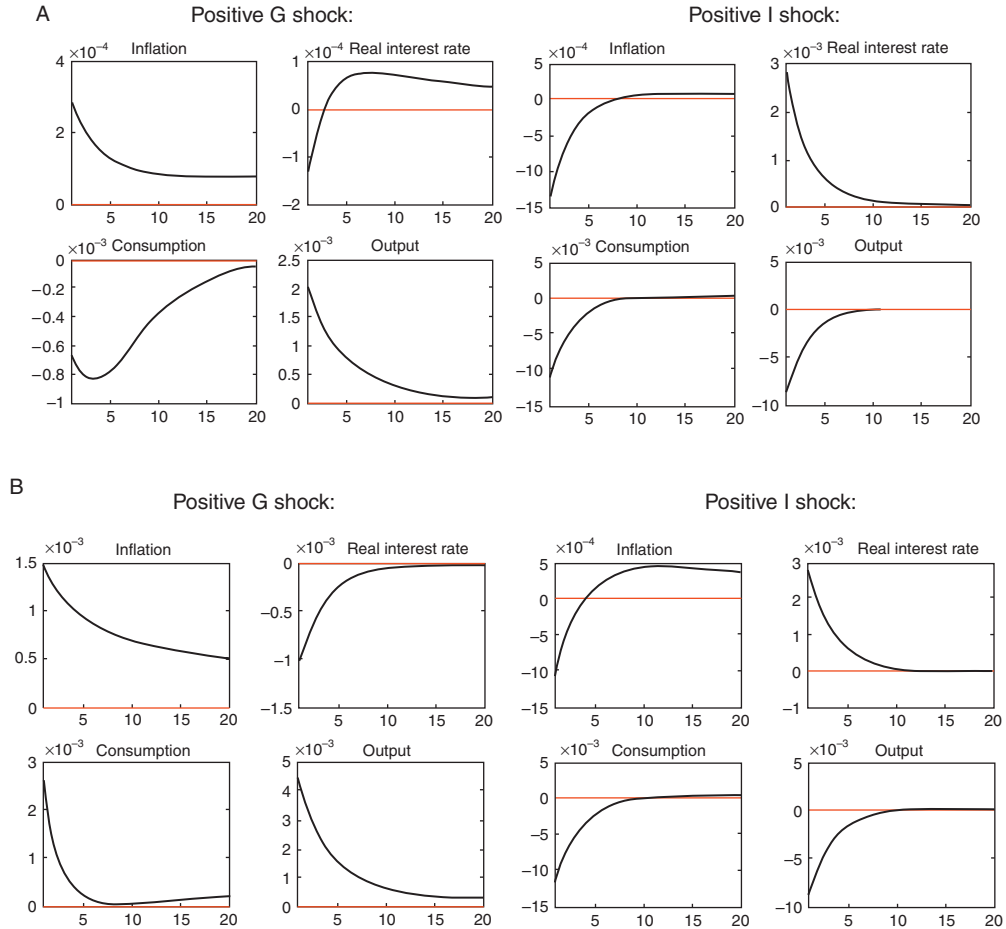 A
Positive G shock:
Positive I shock:
×10⁻⁴ Inflation
4
2
0
5 10 15 20
×10⁻⁴ Real interest rate
1
0
−1
−2
5 10 15 20
×10⁻⁴ Inflation
5
0
−5
−10
−15
5 10 15 20
×10⁻³ Real interest rate
3
2
1
0
5 10 15 20
×10⁻³ Consumption
0
−0.2
−0.4
−0.6
−0.8
−1
5 10 15 20
×10⁻³ Output
2.5
2
1.5
1
0.5
0
5 10 15 20
×10⁻³ Consumption
5
0
−5
−10
−15
5 10 15 20
×10⁻³ Output
5
0
−5
−10
5 10 15 20
B
Positive G shock:
Positive I shock:
×10⁻³ Inflation
1.5
1
0.5
0
5 10 15 20
×10⁻³ Real interest rate
0
−0.5
−1
−1.5
5 10 15 20
×10⁻⁴ Inflation
5
0
−5
−10
−15
5 10 15 20
×10⁻³ Real interest rate
3
2
1
0
−1
5 10 15 20
×10⁻³ Consumption
3
2
1
0
5 10 15 20
×10⁻³ Output
5
4
3
2
1
0
5 10 15 20
×10⁻³ Consumption
5
0
−5
−10
−15
5 10 15 20
×10⁻³ Output
5
0
−5
−10
5 10 15 20